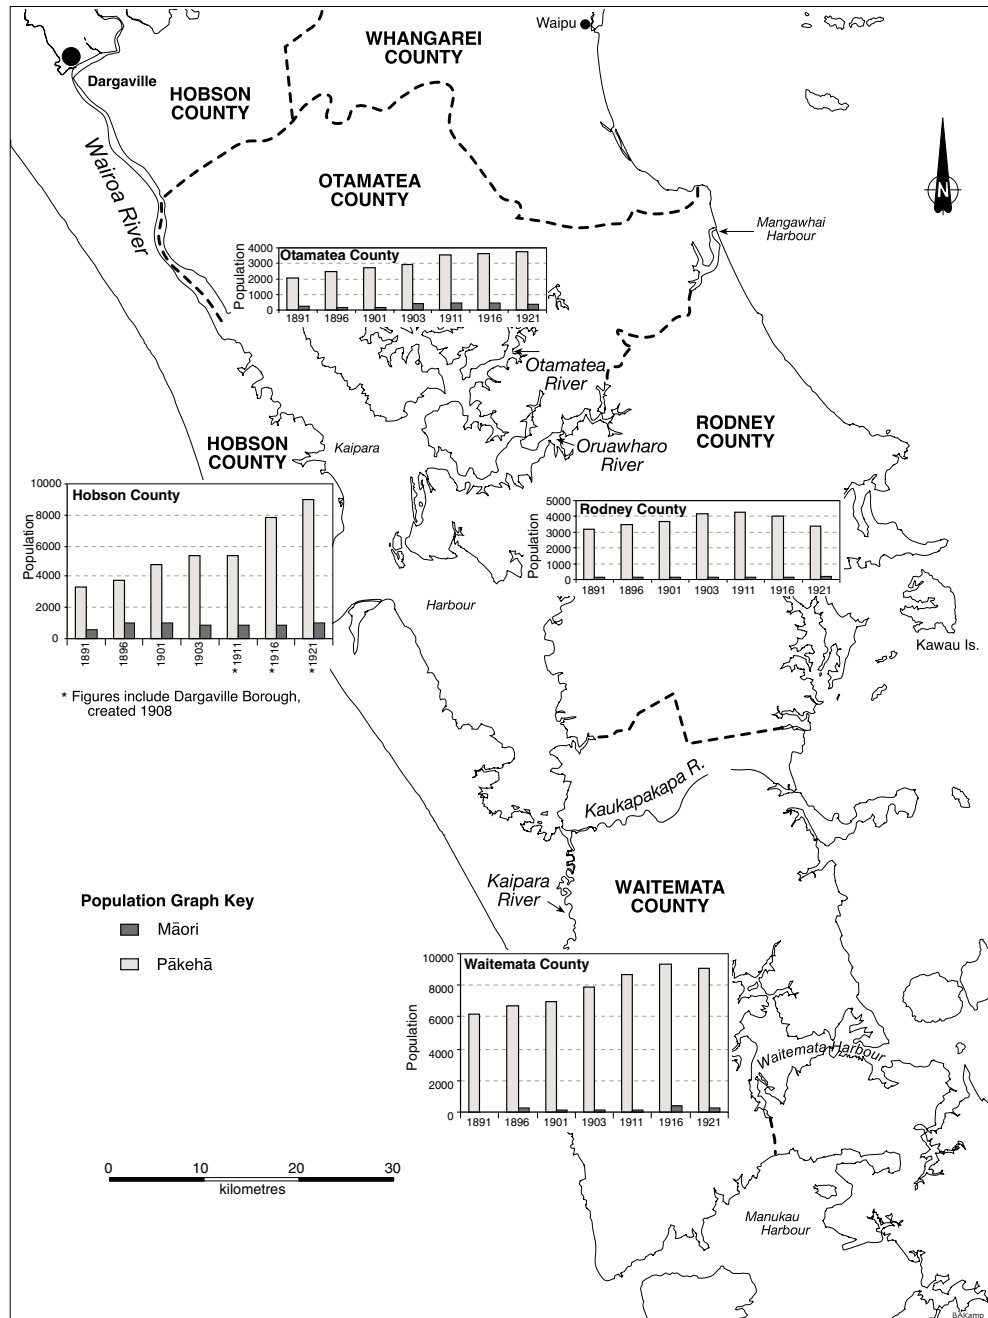 Waipu
WHANGAREI
COUNTY
Dargaville
HOBSON
COUNTY
Wairoa River
OTAMATEA
COUNTY
N
Mangawhai
Harbour
Otamatea County
Population
4000
3000
2000
1000
0
1891 1896 1901 1903 1911 1916 1921
Otamatea
River
RODNEY
COUNTY
HOBSON
COUNTY
Kaipara
Oruawharo
River
Hobson County
Population
10000
8000
6000
4000
2000
0
1891 1896 1901 1903 *1911 *1916 *1921
* Figures include Dargaville Borough,
created 1908
Rodney County
Population
5000
4000
3000
2000
1000
0
1891 1896 1901 1903 1911 1916 1921
Harbour
Kawau Is.
Kaukapakapa R.
Kaipara
River
WAITEMATA
COUNTY
Population Graph Key
Māori
Pākehā
Waitemata County
Population
10000
8000
6000
4000
2000
0
1891 1896 1901 1903 1911 1916 1921
Waitemata Harbour
0 10 20 30
kilometres
Manukau
Harbour
BAKamp